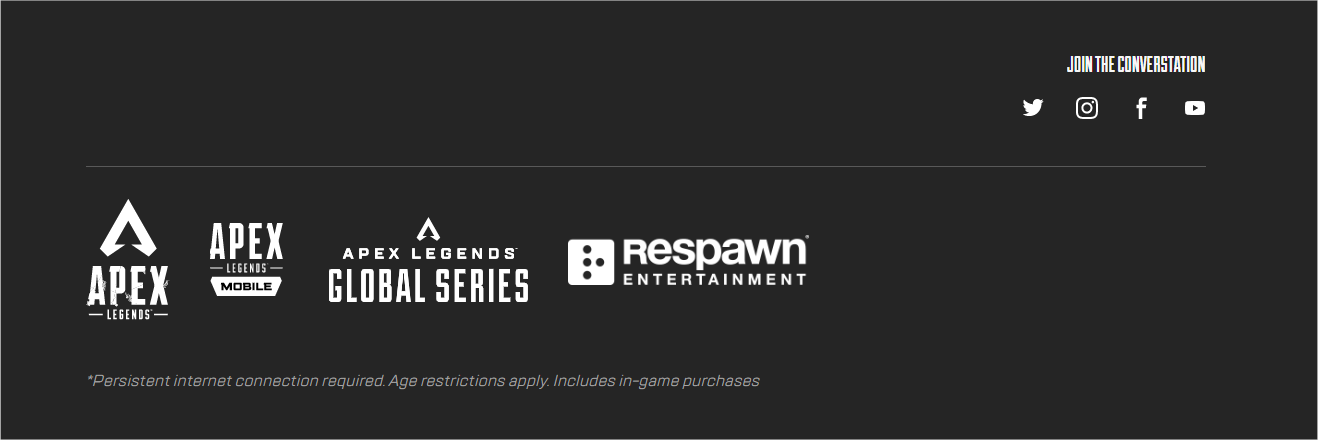 JOIN THE CONVERSTATION
APEX
LEGENDS
APEX
LEGENDS
MOBILE
APEX LEGENDS
GLOBAL SERIES
Respawn®
ENTERTAINMENT
*Persistent internet connection required. Age restrictions apply. Includes in-game purchases